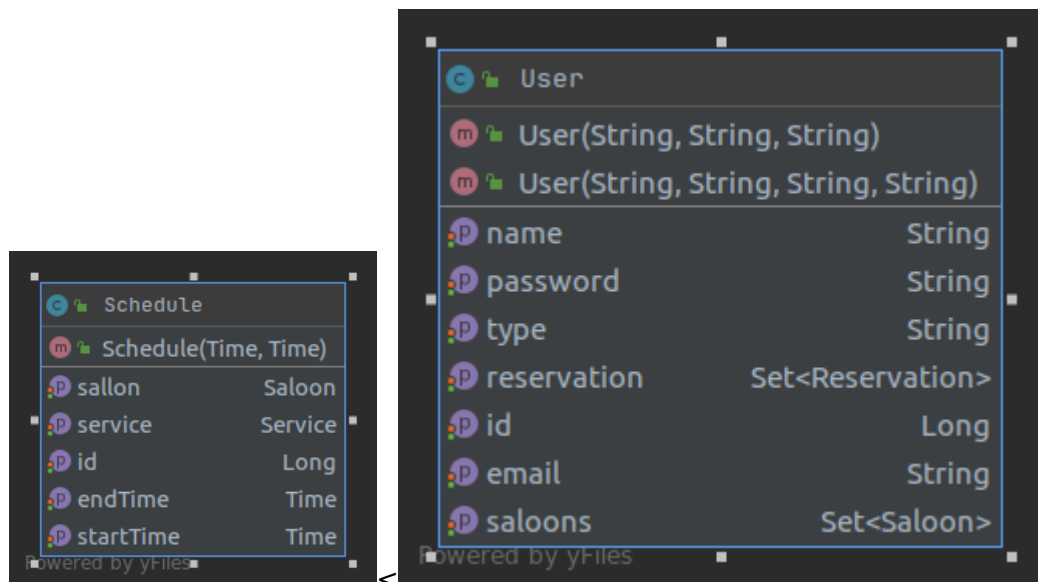 Schedule
Schedule(Time, Time)
sallon Saloon
service Service
id Long
endTime Time
startTime Time
Powered by yFiles
<
User
User(String, String, String)
User(String, String, String, String)
name String
password String
type String
reservation Set<Reservation>
id Long
email String
saloons Set<Saloon>
Powered by yFiles